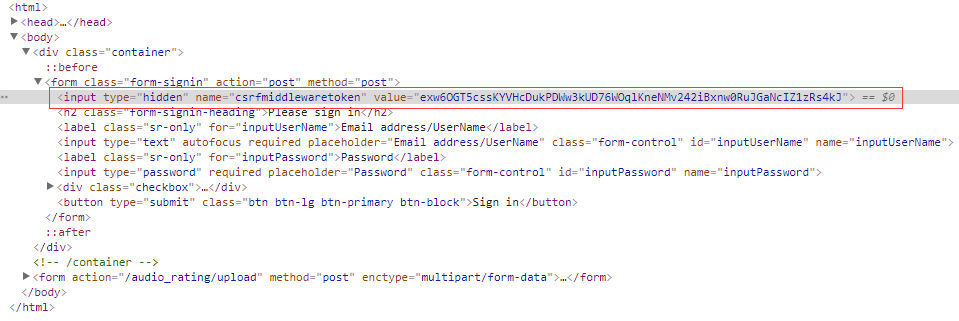 <html>
▶<head>…</head>
▼<body>
▼<div class="container">
::before
▼<form class="form-signin" action="post" method="post">
… <input type="hidden" name="csrfmiddlewaretoken" value="exw6OGT5cssKYVHcDukPDWw3kUD76WOqlKneNMv242iBxnw0RuJGaNcIZ1zRs4kJ"> == $0
<h2 class="form-signin-heading">Please sign in</h2>
<label class="sr-only" for="inputUserName">Email address/UserName</label>
<input type="text" autofocus required placeholder="Email address/UserName" class="form-control" id="inputUserName" name="inputUserName">
<label class="sr-only" for="inputPassword">Password</label>
<input type="password" required placeholder="Password" class="form-control" id="inputPassword" name="inputPassword">
▶<div class="checkbox">…</div>
<button type="submit" class="btn btn-lg btn-primary btn-block">Sign in</button>
</form>
::after
</div>
<!-- /container -->
▶<form action="/audio_rating/upload" method="post" enctype="multipart/form-data">…</form>
</body>
</html>